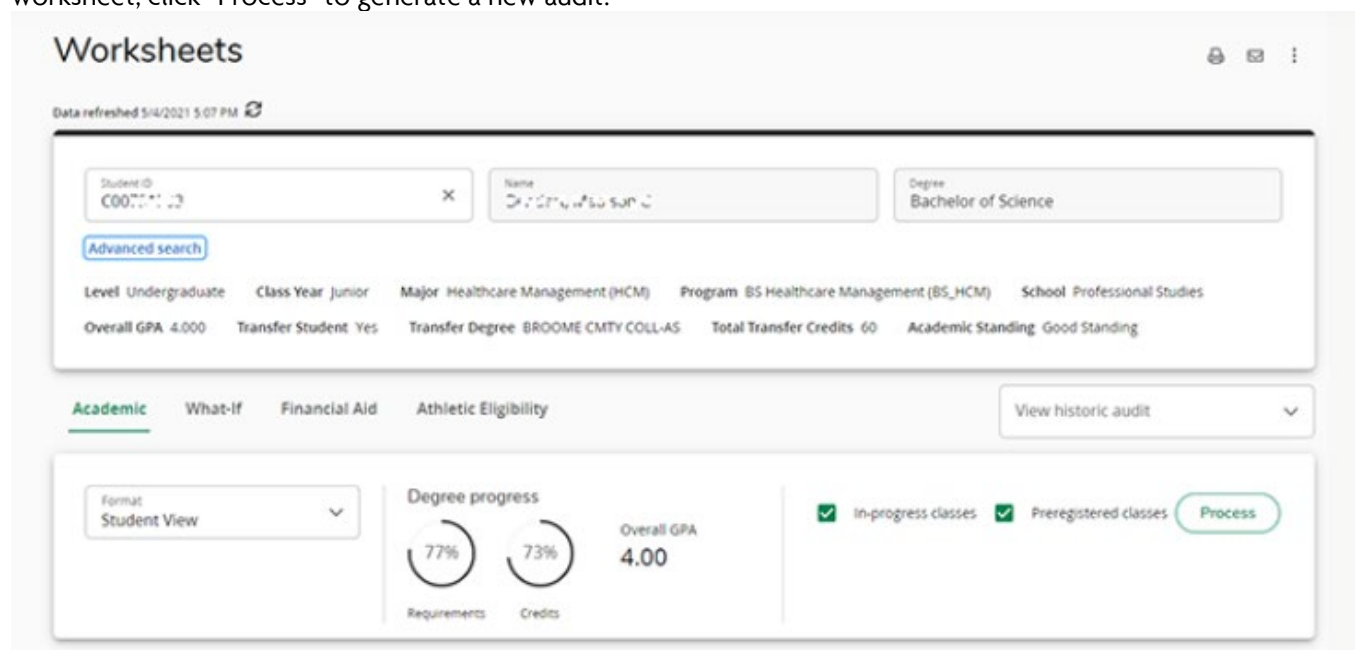 worksheet, click "Process" to generate a new audit.
Worksheets
Data refreshed 5/4/2021 5:07 PM
Student ID
Name
Degree
Bachelor of Science
Advanced search
Level Undergraduate Class Year Junior Major Healthcare Management (HCM) Program BS Healthcare Management (BS_HCM) School Professional Studies
Overall GPA 4.000 Transfer Student Yes Transfer Degree BROOME CMTY COLL-AS Total Transfer Credits 60 Academic Standing Good Standing
Academic What-If Financial Aid Athletic Eligibility View historic audit
Format
Student View
Degree progress
77% 73%
Requirements Credits
Overall GPA
4.00
In-progress classes Preregistered classes Process